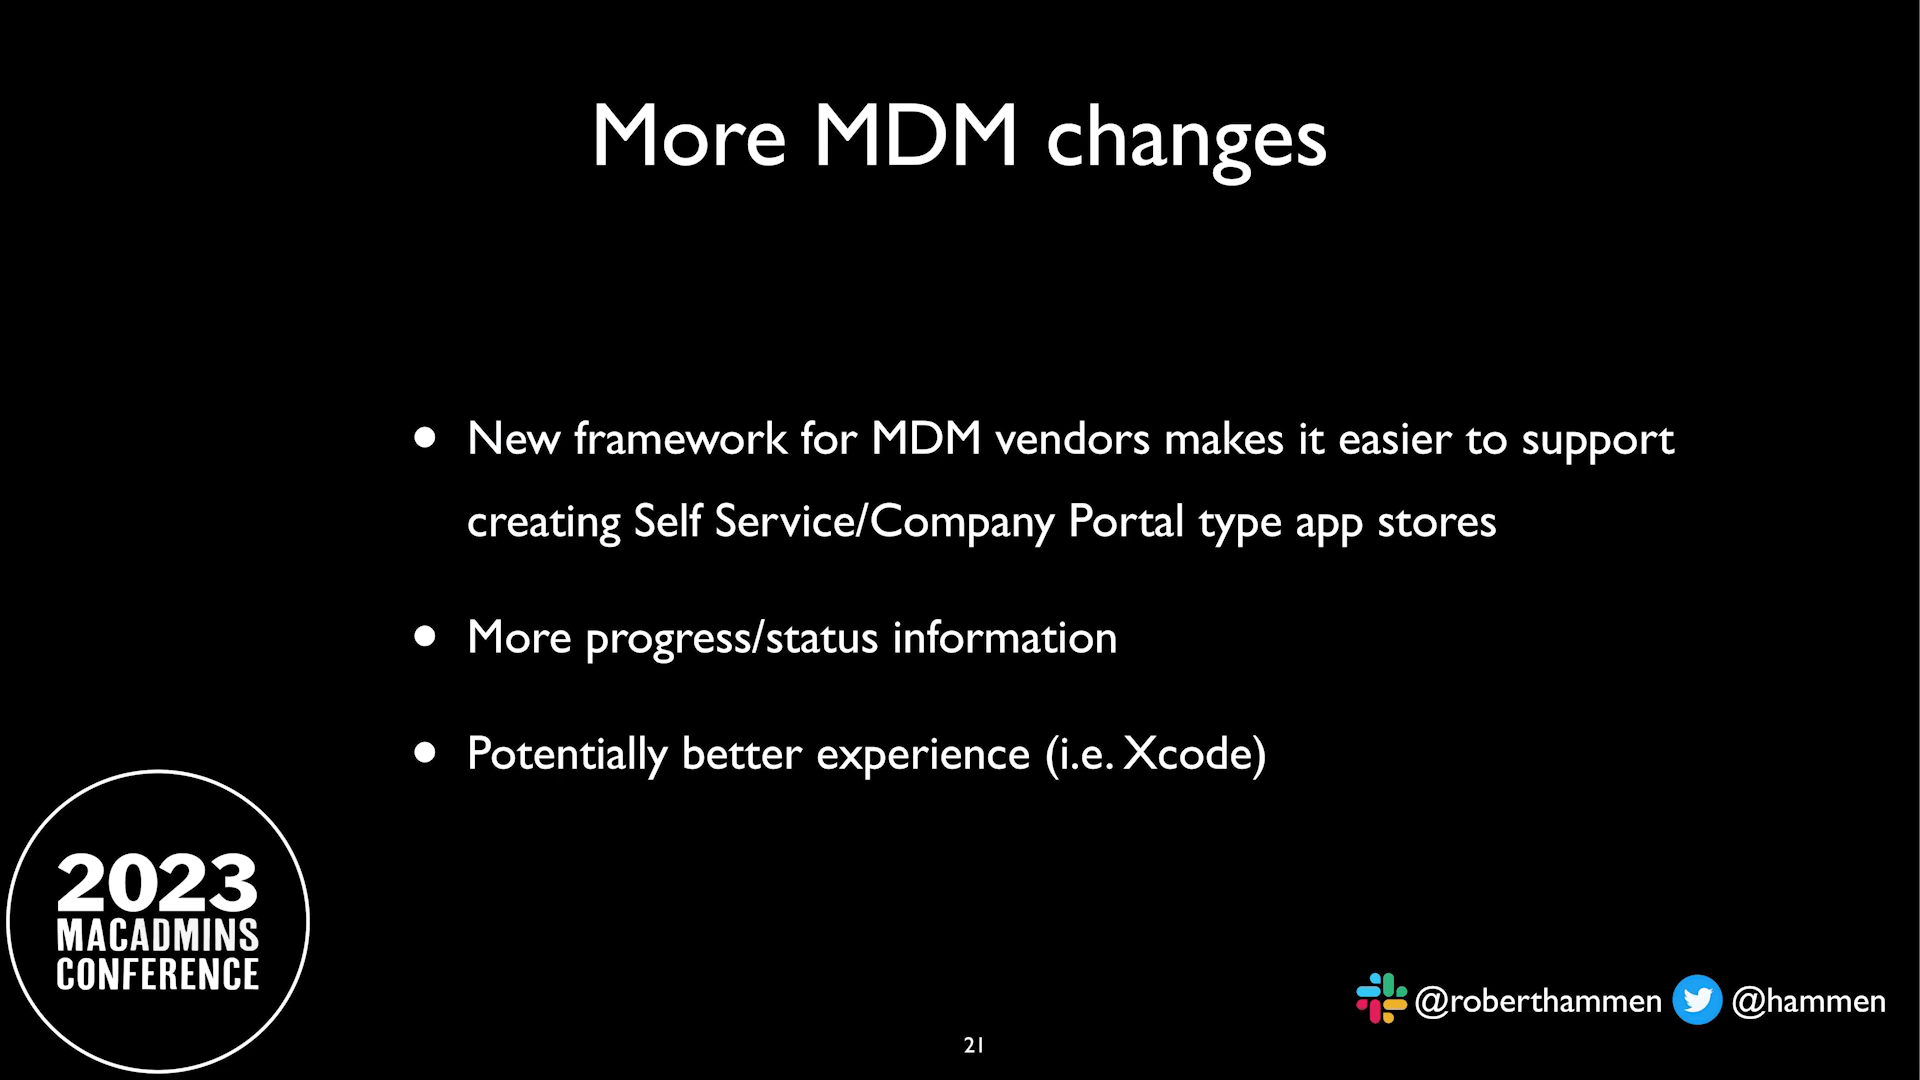 More MDM changes
• New framework for MDM vendors makes it easier to support
creating Self Service/Company Portal type app stores
• More progress/status information
• Potentially better experience (i.e. Xcode)
2023
MACADMINS
CONFERENCE
@roberthammen @hammen
21